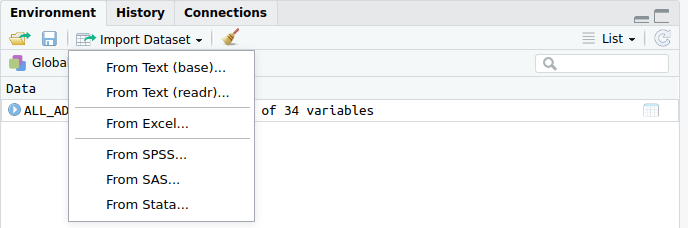 Environment History Connections
Import Dataset List
Global
From Text (base)...
From Text (readr)...
Data
ALL_AD of 34 variables
From Excel...
From SPSS...
From SAS...
From Stata...